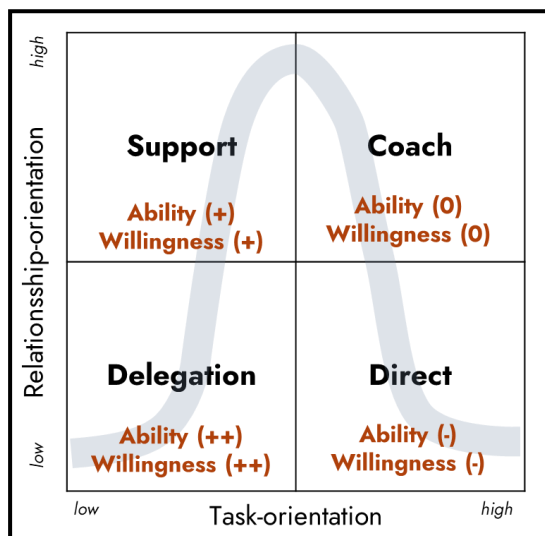 high
Relationsship-orientation
low
Support
Ability (+)
Willingness (+)
Coach
Ability (0)
Willingness (0)
Delegation
Ability (++)
Willingness (++)
Direct
Ability (-)
Willingness (-)
low
Task-orientation
high